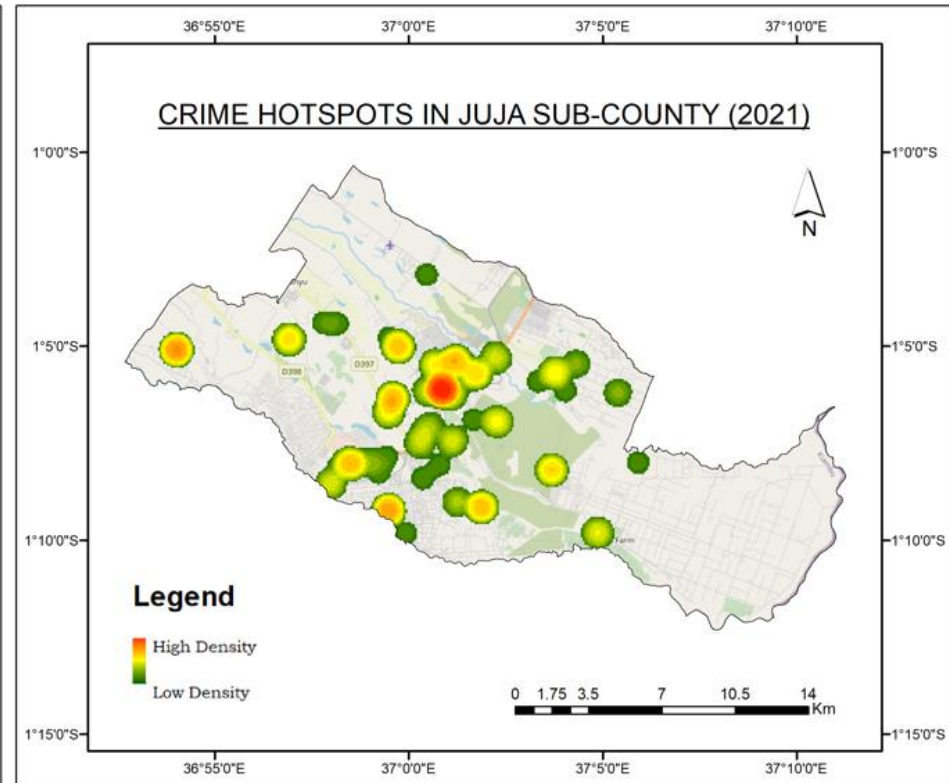 36°55'0"E 37°0'0"E 37°5'0"E 37°10'0"E
CRIME HOTSPOTS IN JUJA SUB-COUNTY (2021)
1°0'0"S 1°0'0"S
N
1°5'0"S 1°5'0"S
D398 D397
1°10'0"S 1°10'0"S
Farm
Legend
High Density
Low Density
0 1.75 3.5 7 10.5 14
Km
1°15'0"S 1°15'0"S
36°55'0"E 37°0'0"E 37°5'0"E 37°10'0"E